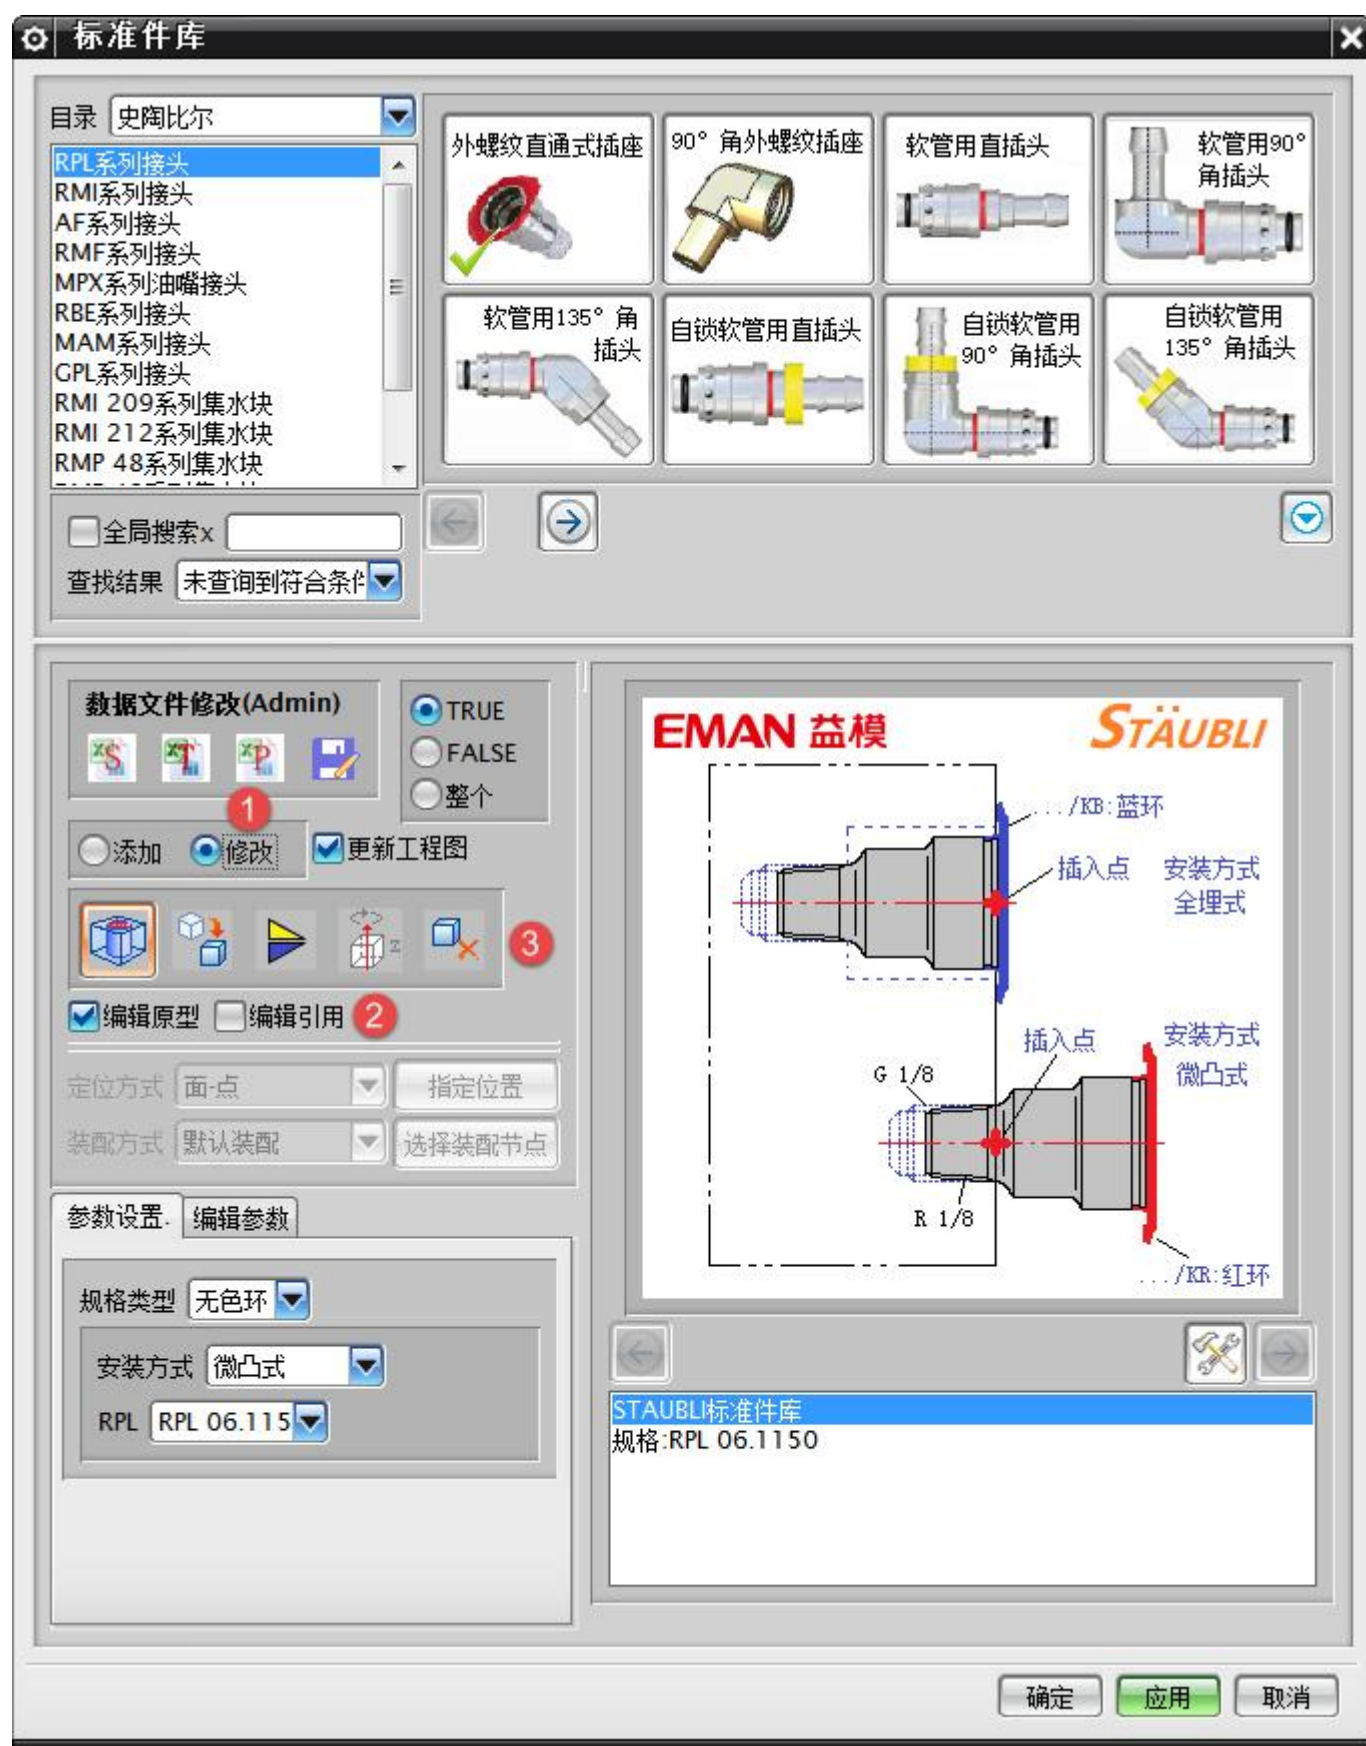 标准件库
目录 史陶比尔
RPL系列接头
RMI系列接头
AF系列接头
RMF系列接头
MPX系列油嘴接头
RBE系列接头
MAM系列接头
GPL系列接头
RMI 209系列集水块
RMI 212系列集水块
RMP 48系列集水块
外螺纹直通式插座
90° 角外螺纹插座
软管用直插头
软管用90°
角插头
软管用135° 角
插头
自锁软管用直插头
自锁软管用
90° 角插头
自锁软管用
135° 角插头
全局搜索x
查找结果 未查询到符合条件
数据文件修改(Admin)
S T P
TRUE
FALSE
整个
1
添加 修改 更新工程图
z
3
编辑原型 编辑引用 2
定位方式 面-点 指定位置
装配方式 默认装配 选择装配节点
参数设置. 编辑参数
规格类型 无色环
安装方式 微凸式
RPL RPL 06.115
EMAN 益模 STÄUBLI
.../KB:蓝环
插入点 安装方式
全埋式
插入点 安装方式
微凸式
G 1/8
R 1/8
.../KR:红环
STAUBLI标准件库
规格:RPL 06.1150
确定 应用 取消